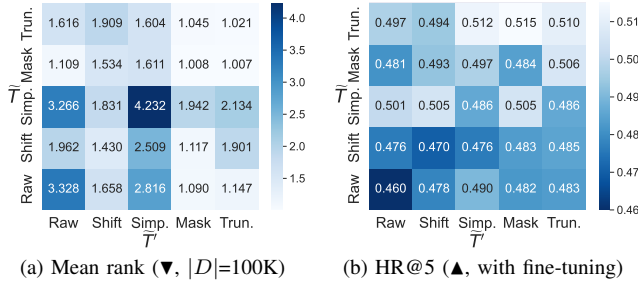 Trun. 1.616 1.909 1.604 1.045 1.021
Mask 1.109 1.534 1.611 1.008 1.007
Simp. 3.266 1.831 4.232 1.942 2.134
Shift 1.962 1.430 2.509 1.117 1.901
Raw 3.328 1.658 2.816 1.090 1.147
T̃
Raw Shift Simp. Mask Trun.
T̃′
4.0
3.5
3.0
2.5
2.0
1.5
(a) Mean rank (▼, |D|=100K)
Trun. 0.497 0.494 0.512 0.515 0.510
Mask 0.481 0.493 0.497 0.484 0.506
Simp. 0.501 0.505 0.486 0.505 0.486
Shift 0.476 0.470 0.476 0.483 0.485
Raw 0.460 0.478 0.490 0.482 0.483
T̃
Raw Shift Simp. Mask Trun.
T̃′
0.51
0.50
0.49
0.48
0.47
0.46
(b) HR@5 (▲, with fine-tuning)